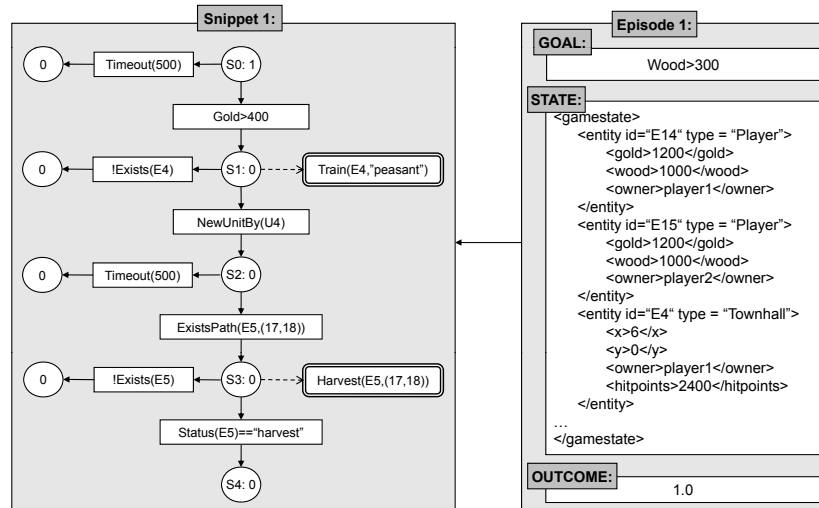 Snippet 1:
0
Timeout(500)
S0: 1
Gold>400
0
!Exists(E4)
S1: 0
Train(E4,”peasant”)
NewUnitBy(U4)
0
Timeout(500)
S2: 0
ExistsPath(E5,(17,18))
0
!Exists(E5)
S3: 0
Harvest(E5,(17,18))
Status(E5)==“harvest”
S4: 0
Episode 1:
GOAL:
Wood>300
STATE:
<gamestate>
<entity id=“E14“ type = “Player”>
<gold>1200</gold>
<wood>1000</wood>
<owner>player1</owner>
</entity>
<entity id=“E15“ type = “Player”>
<gold>1200</gold>
<wood>1000</wood>
<owner>player2</owner>
</entity>
<entity id=“E4“ type = “Townhall”>
<x>6</x>
<y>0</y>
<owner>player1</owner>
<hitpoints>2400</hitpoints>
</entity>
…
</gamestate>
OUTCOME:
1.0